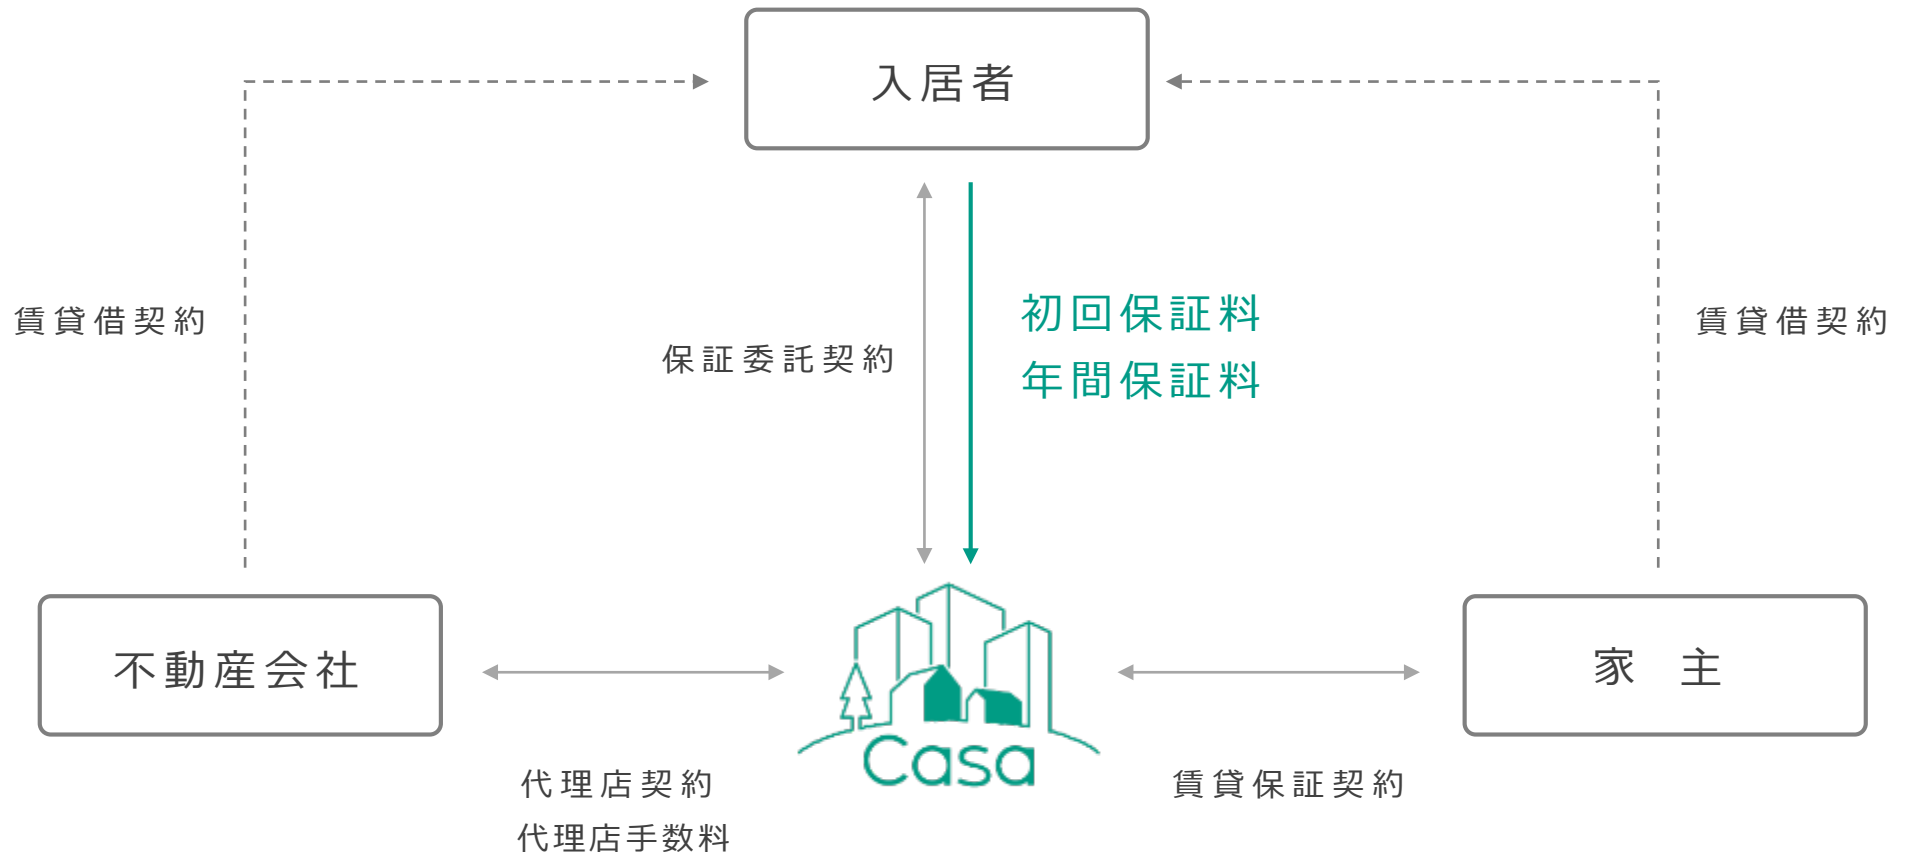 入居者
賃貸借契約
保証委託契約
初回保証料
年間保証料
賃貸借契約
不動産会社
Casa
家 主
代理店契約
代理店手数料
賃貸保証契約